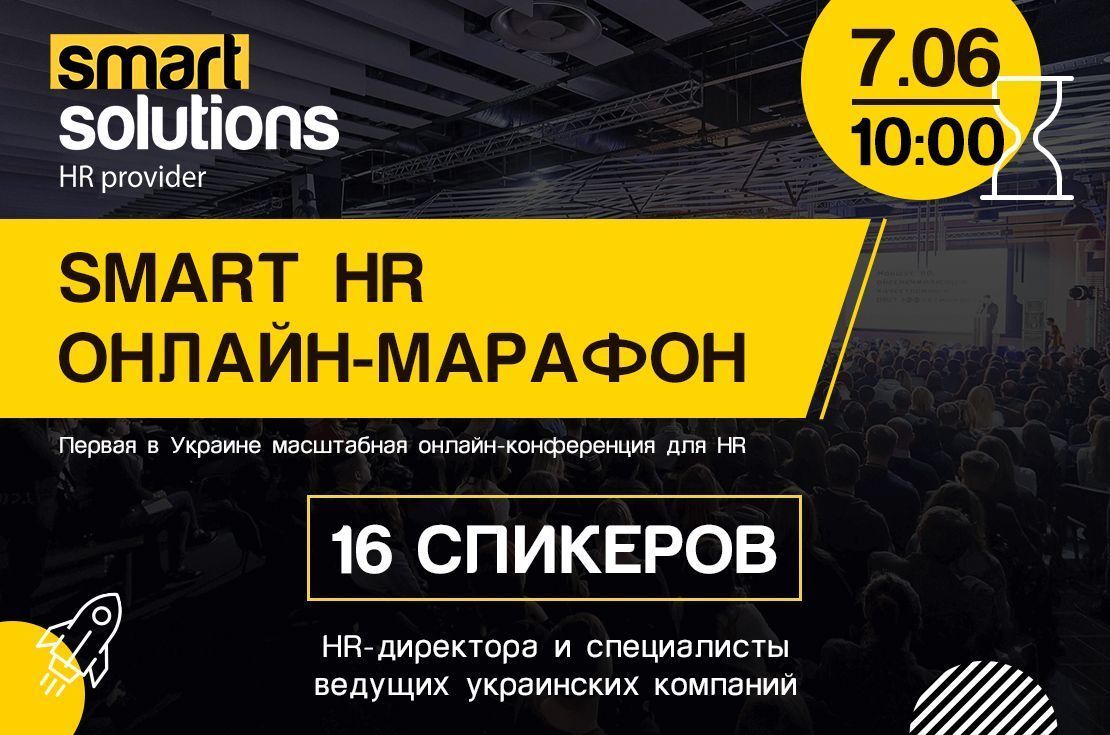 smart
solutions
HR provider
7.06
10:00
SMART HR
ОНЛАЙН-МАРАФОН
Первая в Украине масштабная онлайн-конференция для HR
16 СПИКЕРОВ
HR-директора и специалисты
ведущих украинских компаний